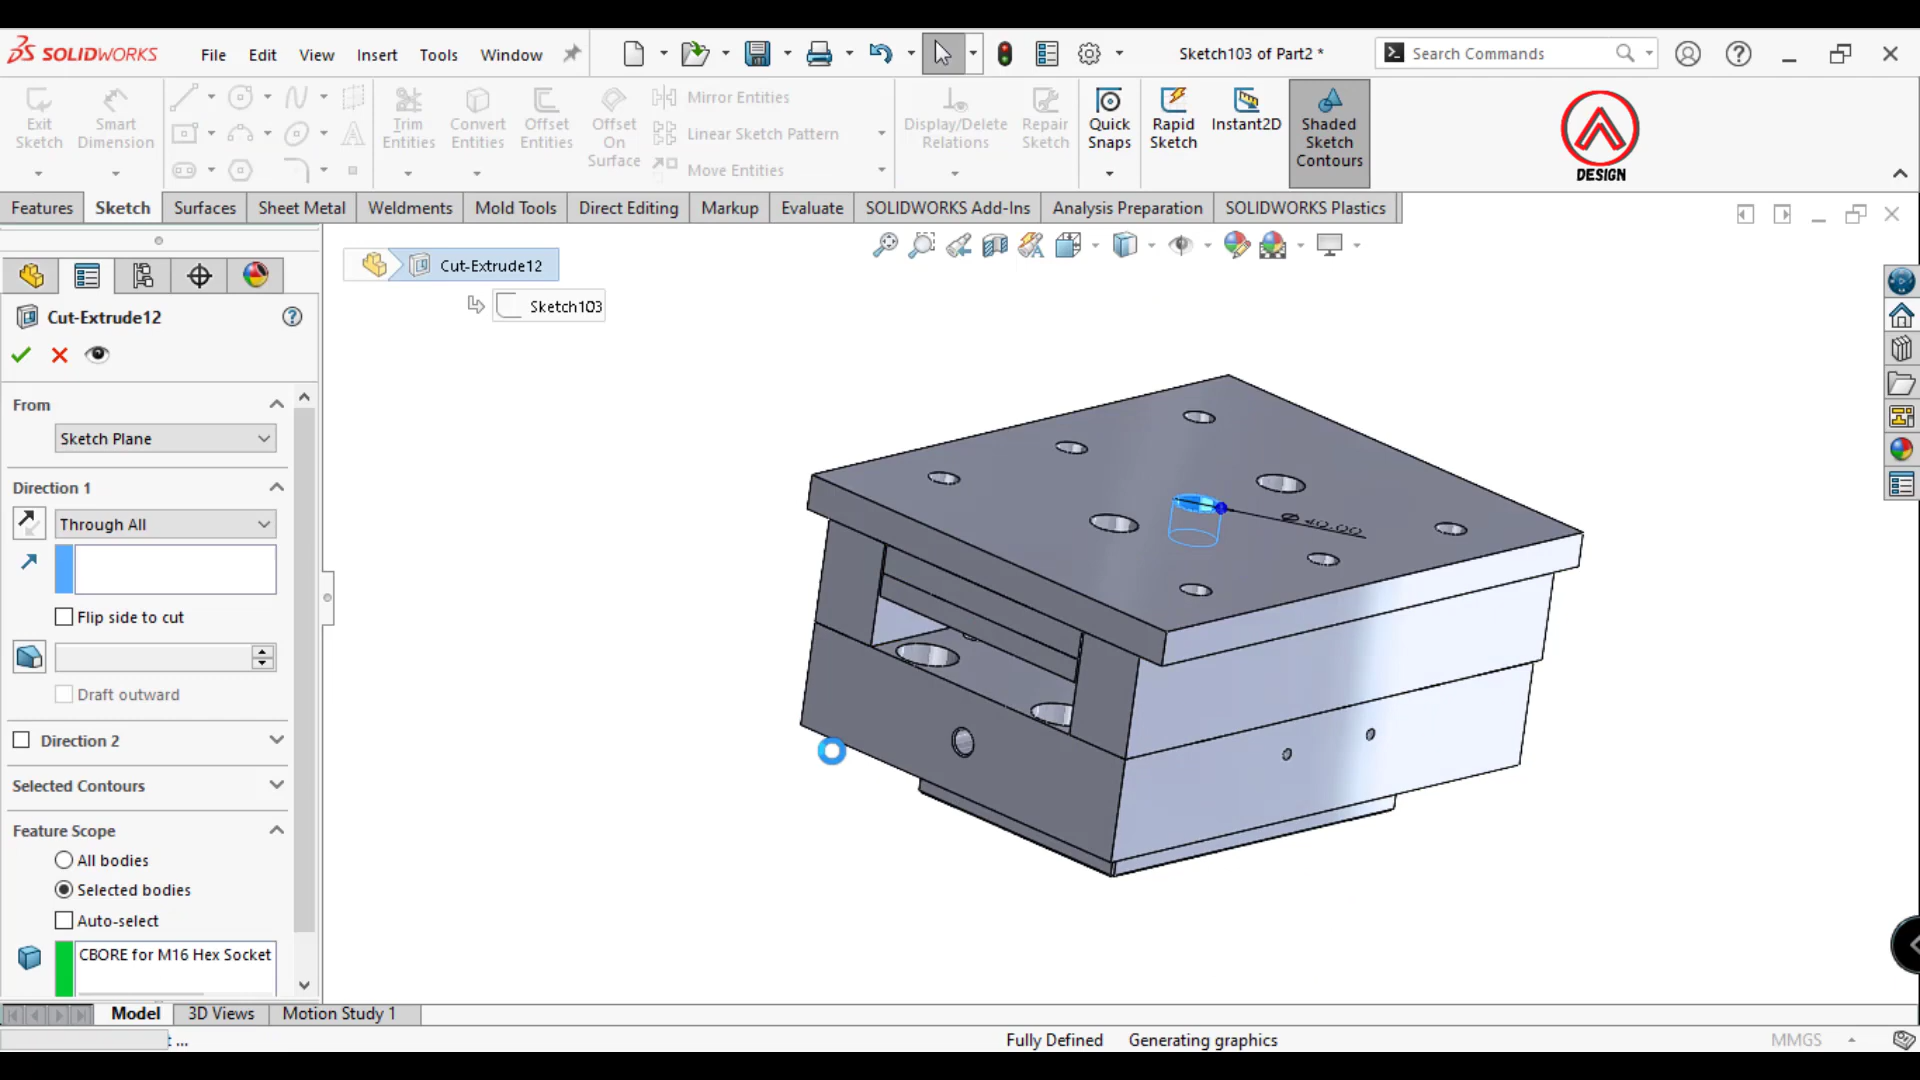 SOLIDWORKS
File
Edit
View
Insert
Tools
Window
Sketch103 of Part2 *
Search Commands
Exit
Sketch
Smart
Dimension
Trim
Entities
Convert
Entities
Offset
Entities
Offset
On
Surface
Mirror Entities
Linear Sketch Pattern
Move Entities
Display/Delete
Relations
Repair
Sketch
Quick
Snaps
Rapid
Sketch
Instant2D
Shaded
Sketch
Contours
DESIGN
Features
Sketch
Surfaces
Sheet Metal
Weldments
Mold Tools
Direct Editing
Markup
Evaluate
SOLIDWORKS Add-Ins
Analysis Preparation
SOLIDWORKS Plastics
Cut-Extrude12
Sketch103
Cut-Extrude12
From
Sketch Plane
Direction 1
Through All
Flip side to cut
Draft outward
Direction 2
Selected Contours
Feature Scope
All bodies
Selected bodies
Auto-select
CBORE for M16 Hex Socket
⌀ 40.00
Model
3D Views
Motion Study 1
Fully Defined
Generating graphics
MMGS